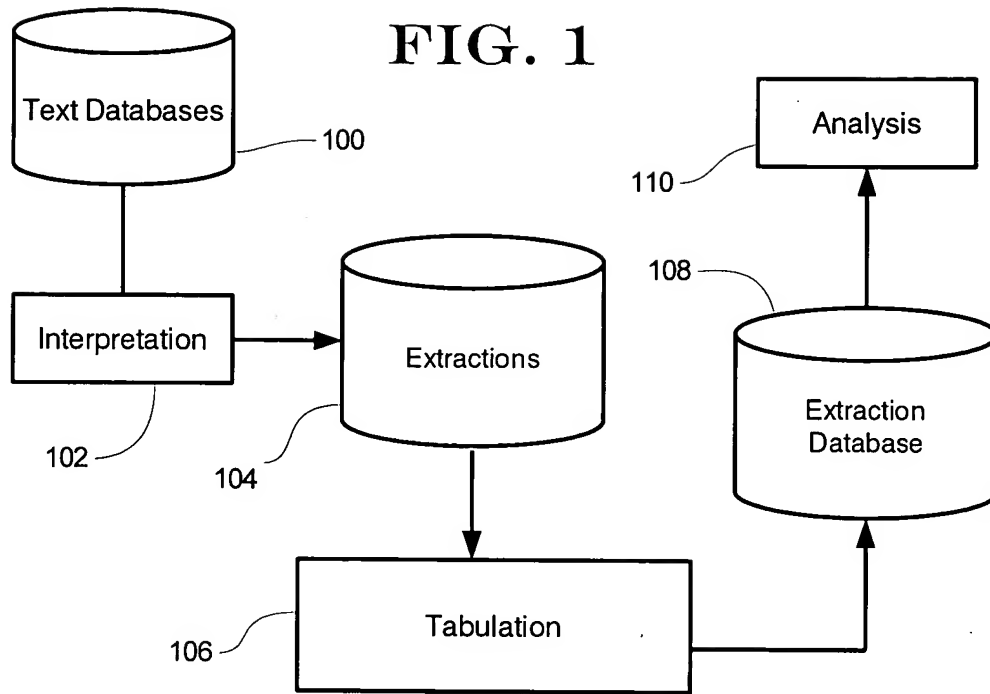 FIG. 1
Text Databases
100
Interpretation
102
Extractions
104
Tabulation
106
Extraction
Database
108
Analysis
110